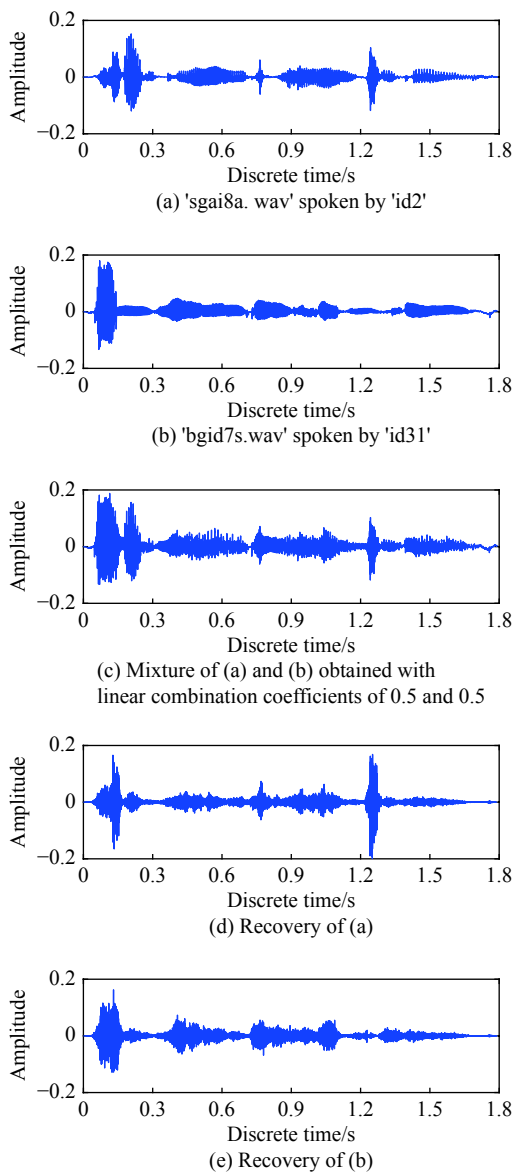 0.2
0
−0.2
Amplitude
0 0.3 0.6 0.9 1.2 1.5 1.8
Discrete time/s
(a) 'sgai8a. wav' spoken by 'id2'
0.2
0
−0.2
Amplitude
0 0.3 0.6 0.9 1.2 1.5 1.8
Discrete time/s
(b) 'bgid7s.wav' spoken by 'id31'
0.2
0
−0.2
Amplitude
0 0.3 0.6 0.9 1.2 1.5 1.8
Discrete time/s
(c) Mixture of (a) and (b) obtained with
linear combination coefficients of 0.5 and 0.5
0.2
0
−0.2
Amplitude
0 0.3 0.6 0.9 1.2 1.5 1.8
Discrete time/s
(d) Recovery of (a)
0.2
0
−0.2
Amplitude
0 0.3 0.6 0.9 1.2 1.5 1.8
Discrete time/s
(e) Recovery of (b)